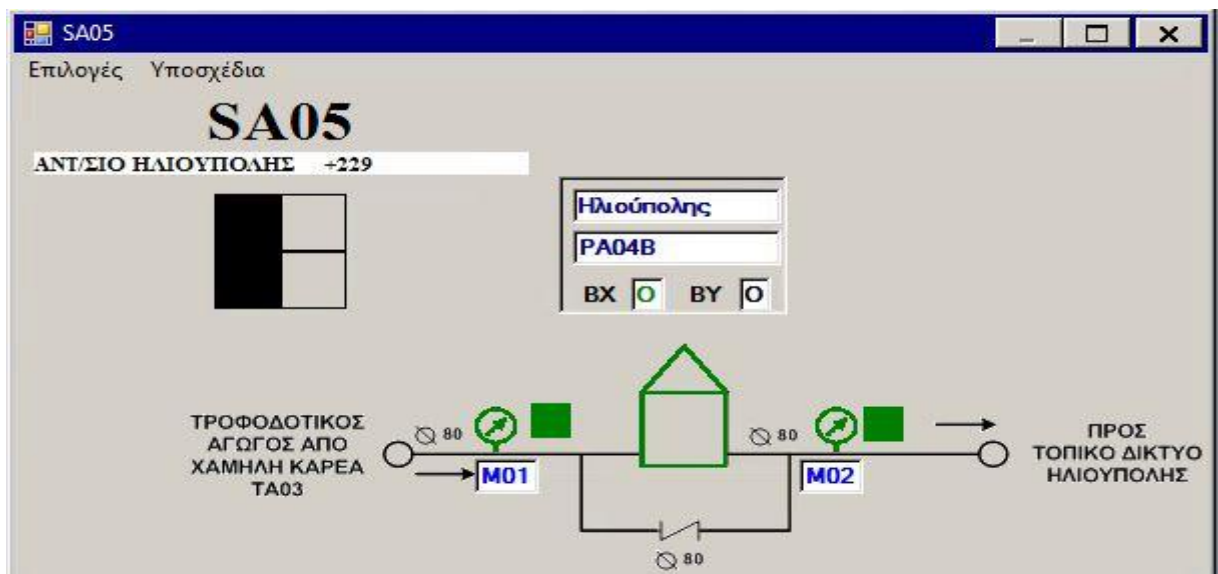 SA05
Επιλογές Υποσχέδια
SA05
ΑΝΤ/ΣΙΟ ΗΛΙΟΥΠΟΛΗΣ +229
Ηλιούπολης
PA04B
BX O BY O
ΤΡΟΦΟΔΟΤΙΚΟΣ
ΑΓΩΓΟΣ ΑΠΟ
ΧΑΜΗΛΗ ΚΑΡΕΑ
ΤΑ03
80
M01
80
M02
ΠΡΟΣ
ΤΟΠΙΚΟ ΔΙΚΤΥΟ
ΗΛΙΟΥΠΟΛΗΣ
80